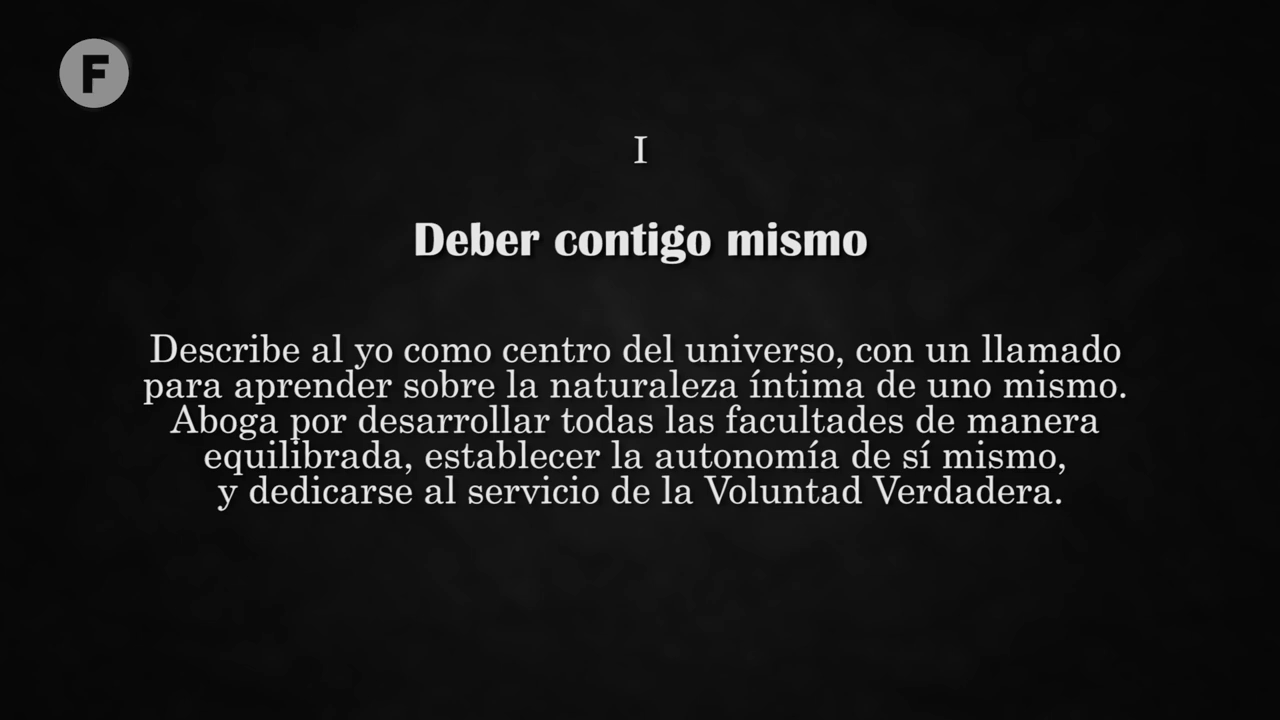 F
I
Deber contigo mismo
Describe al yo como centro del universo, con un llamado
para aprender sobre la naturaleza íntima de uno mismo.
Aboga por desarrollar todas las facultades de manera
equilibrada, establecer la autonomía de sí mismo,
y dedicarse al servicio de la Voluntad Verdadera.